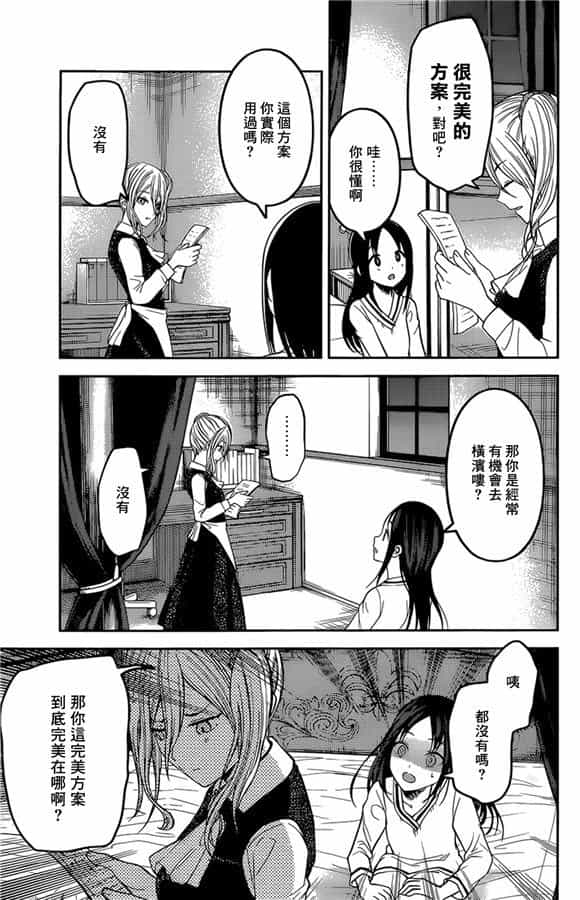 很完美的
方案，對吧？
哇……
你很懂啊
這個方案
你實際
用過嗎？
沒有
那你是經常
有機會去
橫濱嘍？
………
沒有
咦
都沒有嗎？
那你這完美方案
到底完美在哪啊？